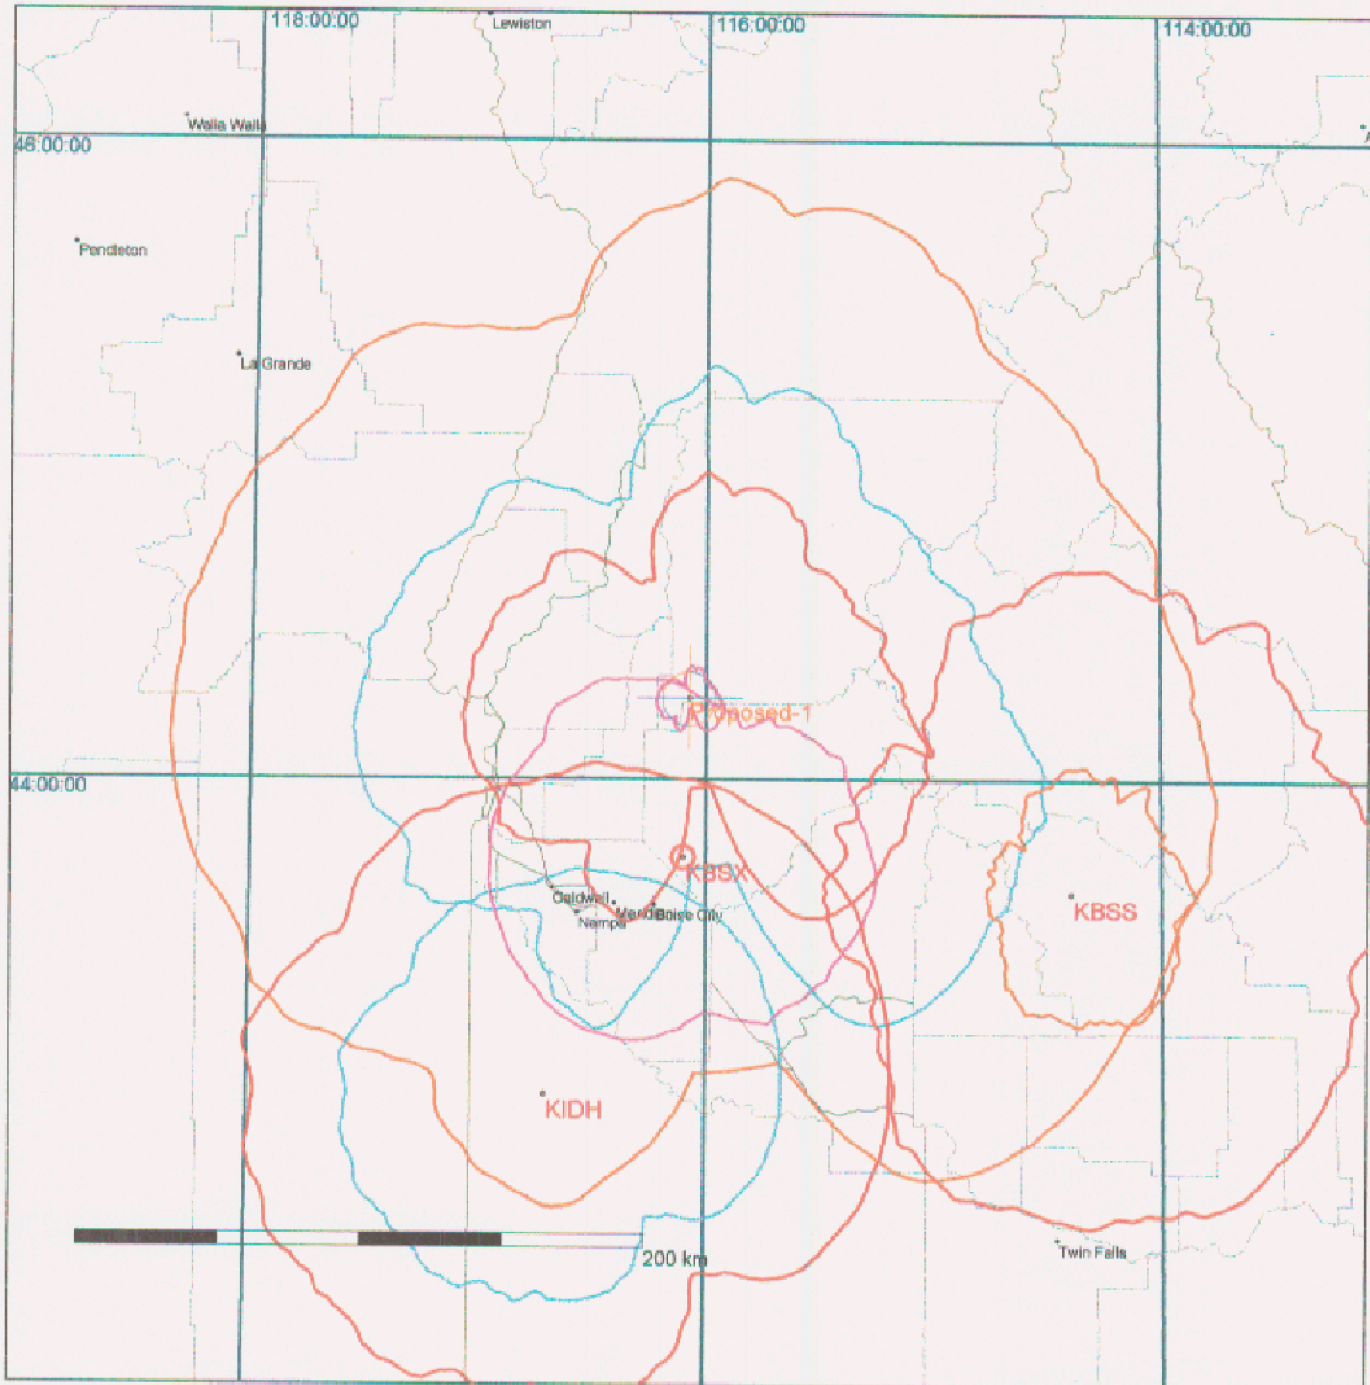 Lewiston
118:00:00
116:00:00
114:00:00
Walla Walla
46:00:00
Pendleton
La Grande
Proposed-1
44:00:00
KBSX
Caldwell
Boise City
Nampa
KBSS
KIDH
200 km
Twin Falls